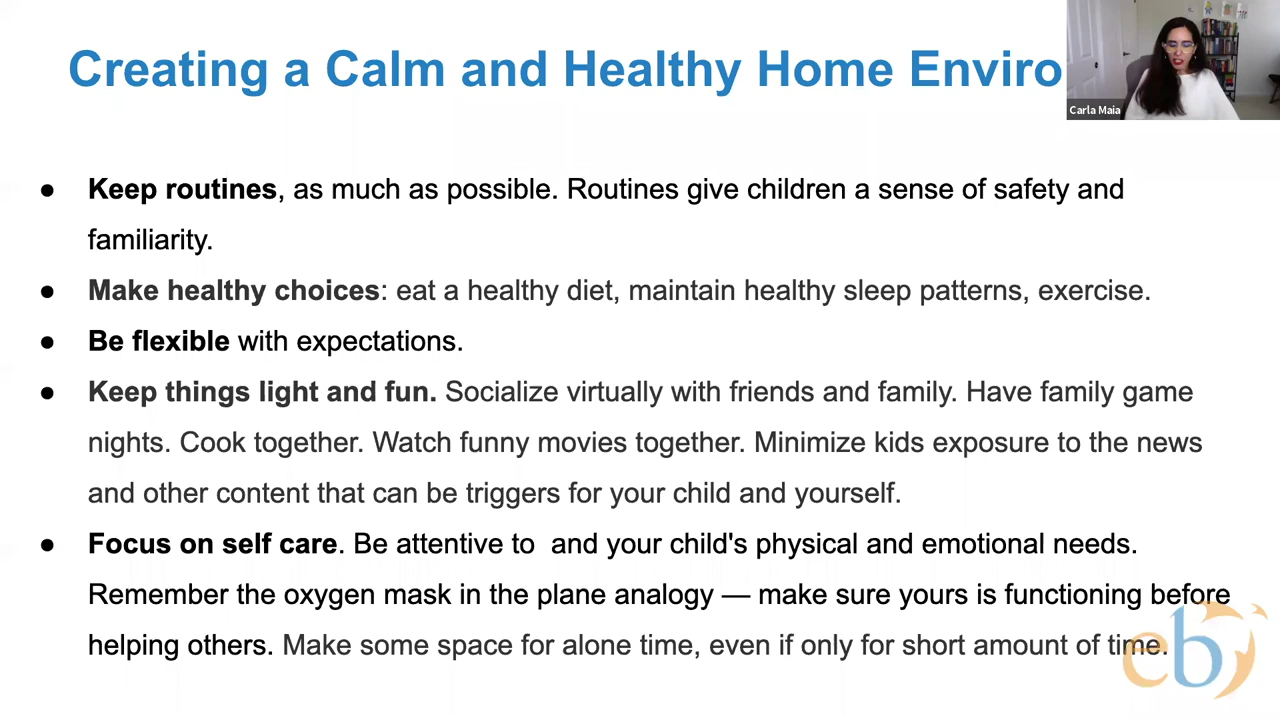 Creating a Calm and Healthy Home Enviro
Carla Maia
● Keep routines, as much as possible. Routines give children a sense of safety and
familiarity.
● Make healthy choices: eat a healthy diet, maintain healthy sleep patterns, exercise.
● Be flexible with expectations.
● Keep things light and fun. Socialize virtually with friends and family. Have family game
nights. Cook together. Watch funny movies together. Minimize kids exposure to the news
and other content that can be triggers for your child and yourself.
● Focus on self care. Be attentive to  and your child's physical and emotional needs.
Remember the oxygen mask in the plane analogy — make sure yours is functioning before
helping others. Make some space for alone time, even if only for short amount of time.
eb